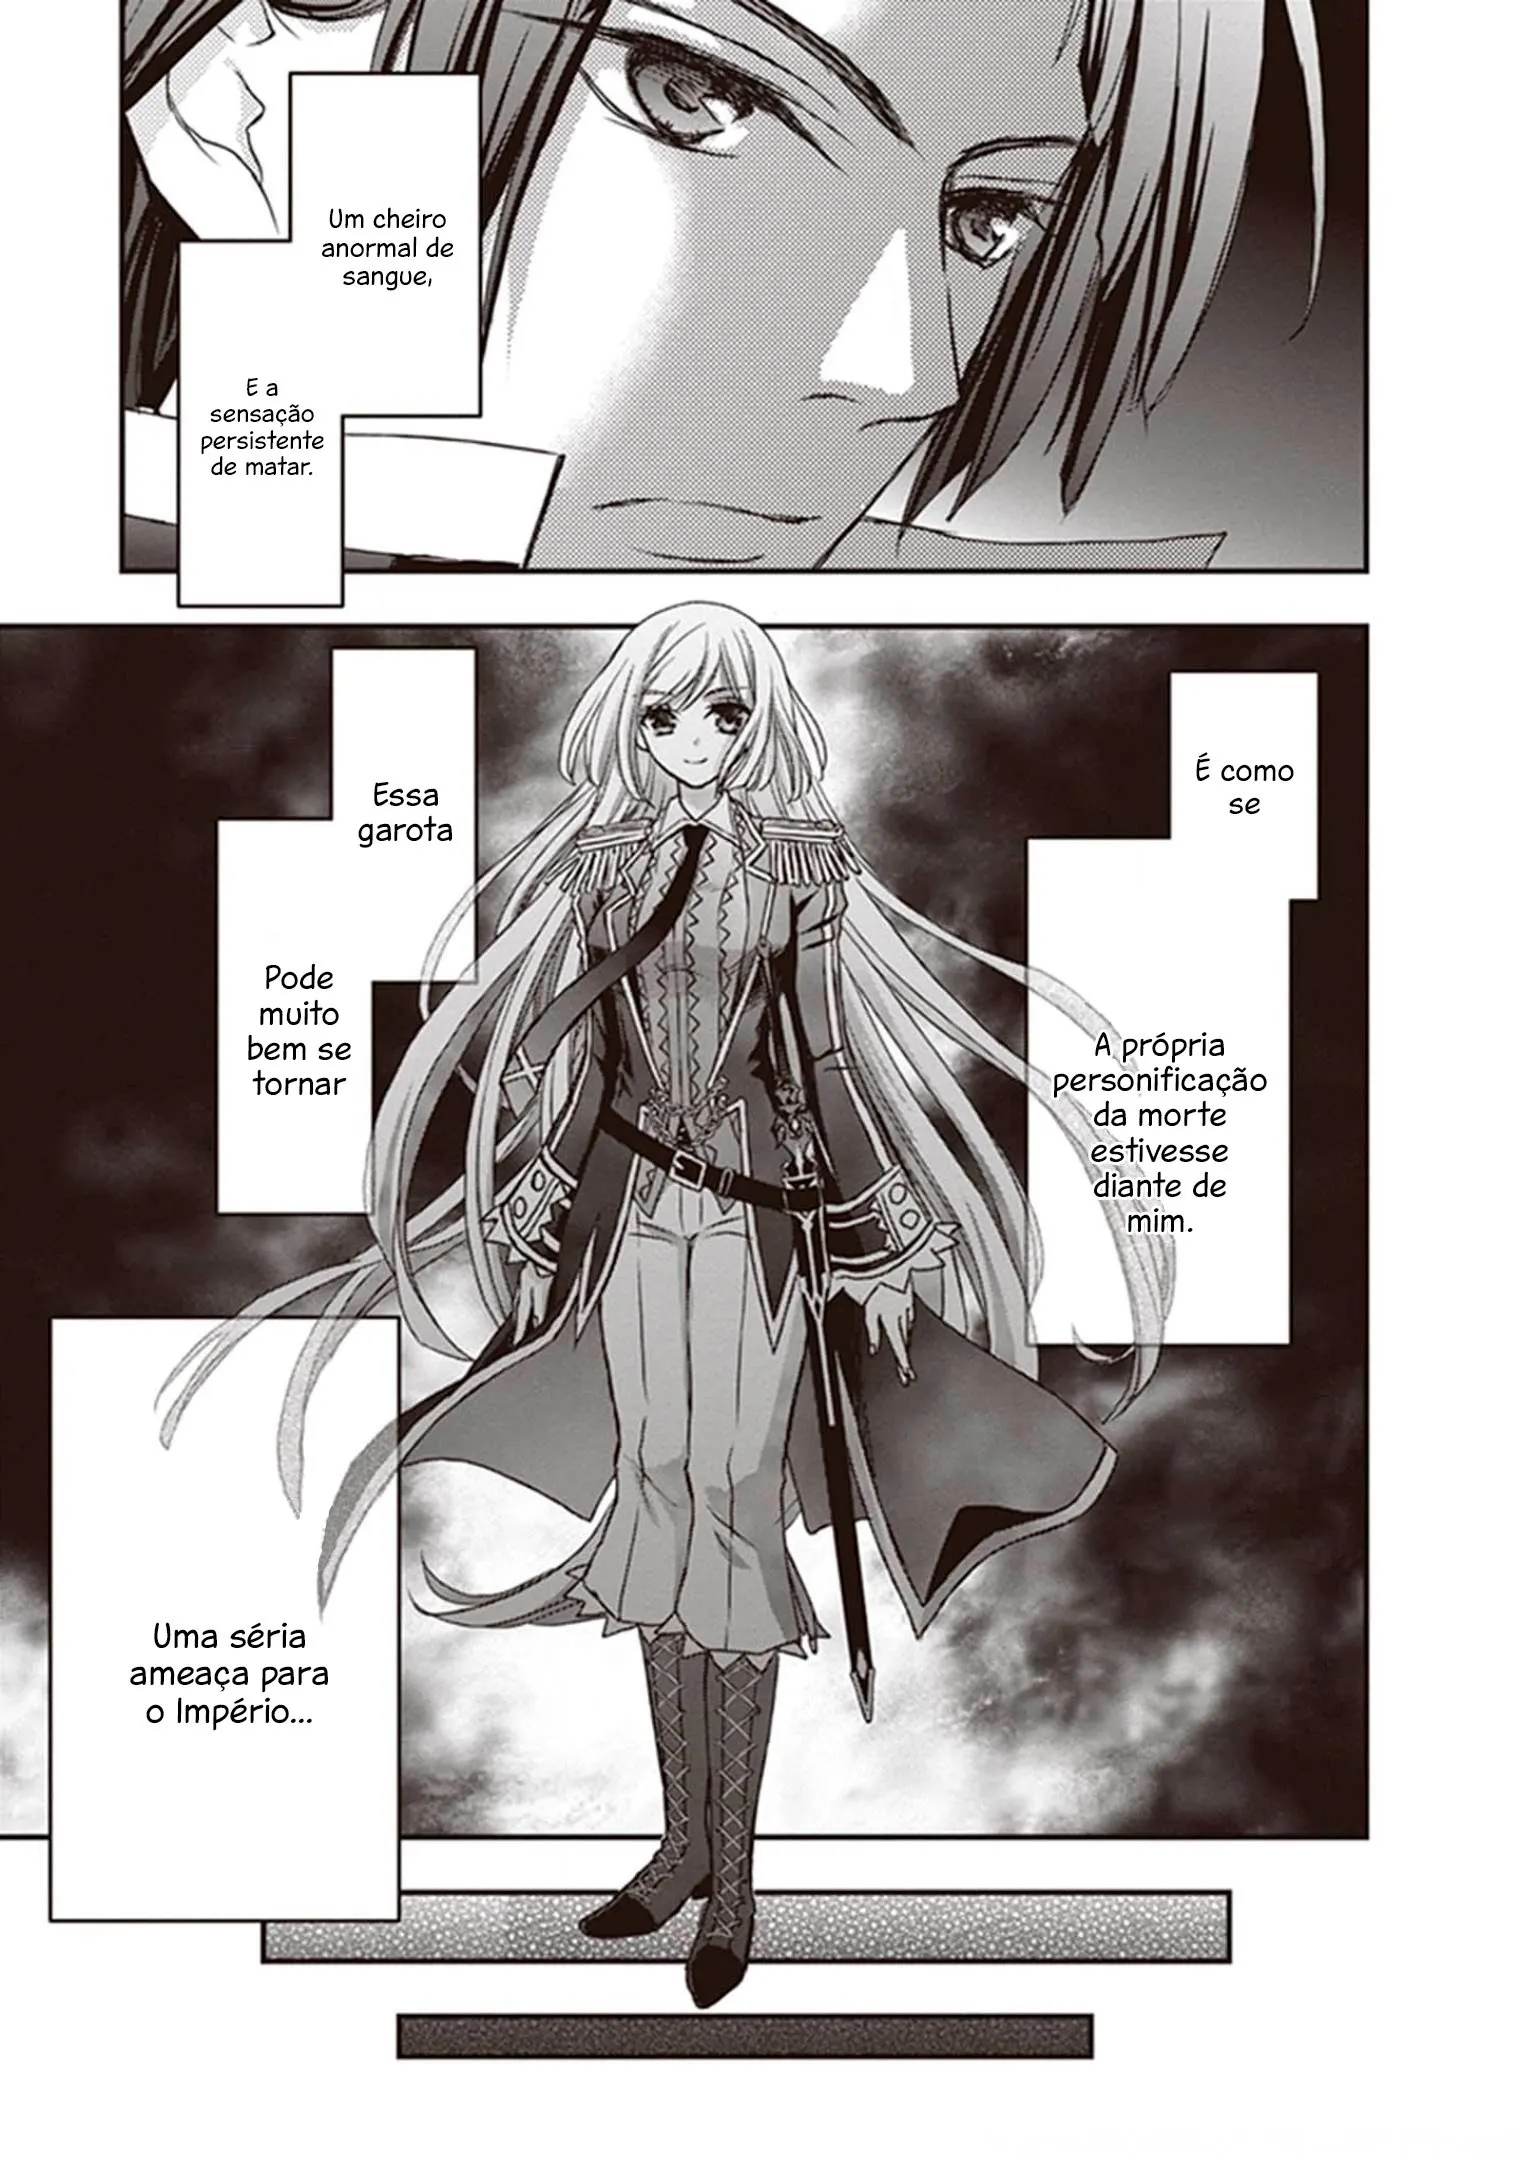 Um cheiro
anormal de
sangue,
E a
sensação
persistente
de matar.
É como
se
A própria
personificação
da morte
estivesse
diante de
mim.
Essa
garota
Pode
muito
bem se
tornar
Uma séria
ameaça para
o Império...